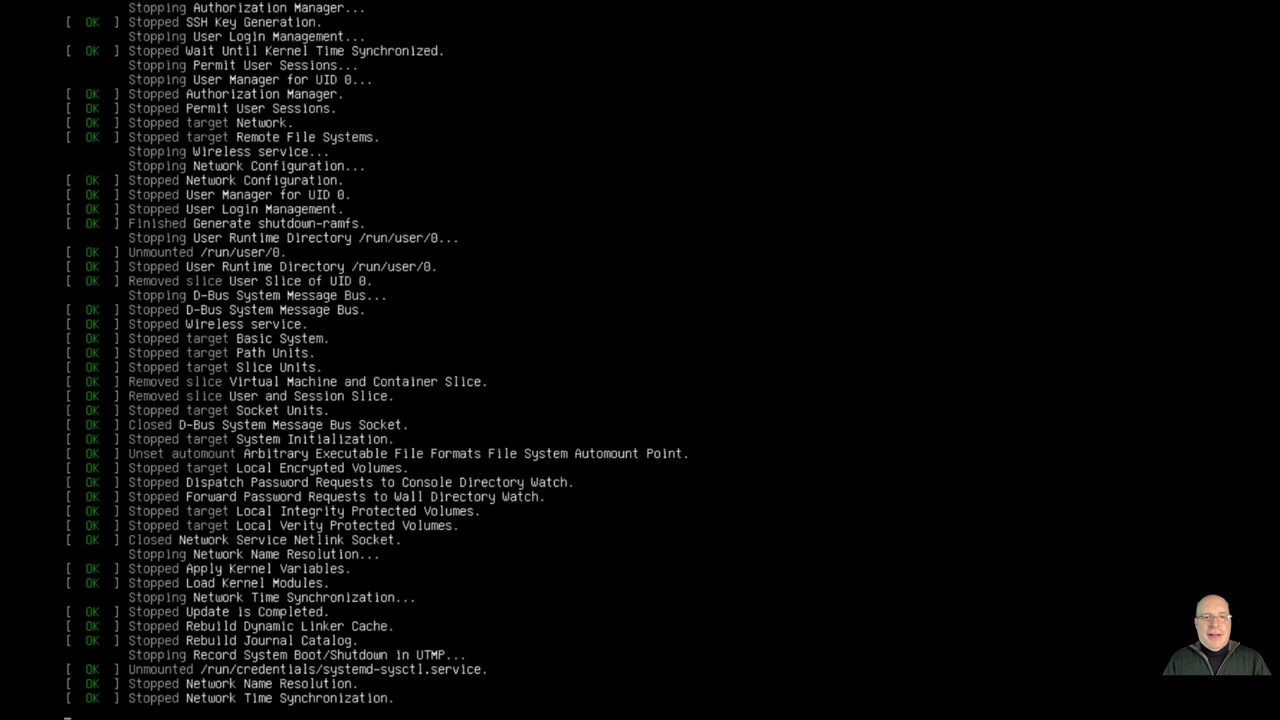 Stopping Authorization Manager...
[  OK  ] Stopped SSH Key Generation.
Stopping User Login Management...
[  OK  ] Stopped Wait Until Kernel Time Synchronized.
Stopping Permit User Sessions...
Stopping User Manager for UID 0...
[  OK  ] Stopped Authorization Manager.
[  OK  ] Stopped Permit User Sessions.
[  OK  ] Stopped target Network.
[  OK  ] Stopped target Remote File Systems.
Stopping Wireless service...
Stopping Network Configuration...
[  OK  ] Stopped Network Configuration.
[  OK  ] Stopped User Manager for UID 0.
[  OK  ] Stopped User Login Management.
[  OK  ] Finished Generate shutdown-ramfs.
Stopping User Runtime Directory /run/user/0...
[  OK  ] Unmounted /run/user/0.
[  OK  ] Stopped User Runtime Directory /run/user/0.
[  OK  ] Removed slice User Slice of UID 0.
Stopping D-Bus System Message Bus...
[  OK  ] Stopped D-Bus System Message Bus.
[  OK  ] Stopped Wireless service.
[  OK  ] Stopped target Basic System.
[  OK  ] Stopped target Path Units.
[  OK  ] Stopped target Slice Units.
[  OK  ] Removed slice Virtual Machine and Container Slice.
[  OK  ] Removed slice User and Session Slice.
[  OK  ] Stopped target Socket Units.
[  OK  ] Closed D-Bus System Message Bus Socket.
[  OK  ] Stopped target System Initialization.
[  OK  ] Unset automount Arbitrary Executable File Formats File System Automount Point.
[  OK  ] Stopped target Local Encrypted Volumes.
[  OK  ] Stopped Dispatch Password Requests to Console Directory Watch.
[  OK  ] Stopped Forward Password Requests to Wall Directory Watch.
[  OK  ] Stopped target Local Integrity Protected Volumes.
[  OK  ] Stopped target Local Verity Protected Volumes.
[  OK  ] Closed Network Service Netlink Socket.
Stopping Network Name Resolution...
[  OK  ] Stopped Apply Kernel Variables.
[  OK  ] Stopped Load Kernel Modules.
Stopping Network Time Synchronization...
[  OK  ] Stopped Update is Completed.
[  OK  ] Stopped Rebuild Dynamic Linker Cache.
[  OK  ] Stopped Rebuild Journal Catalog.
Stopping Record System Boot/Shutdown in UTMP...
[  OK  ] Unmounted /run/credentials/systemd-sysctl.service.
[  OK  ] Stopped Network Name Resolution.
[  OK  ] Stopped Network Time Synchronization.